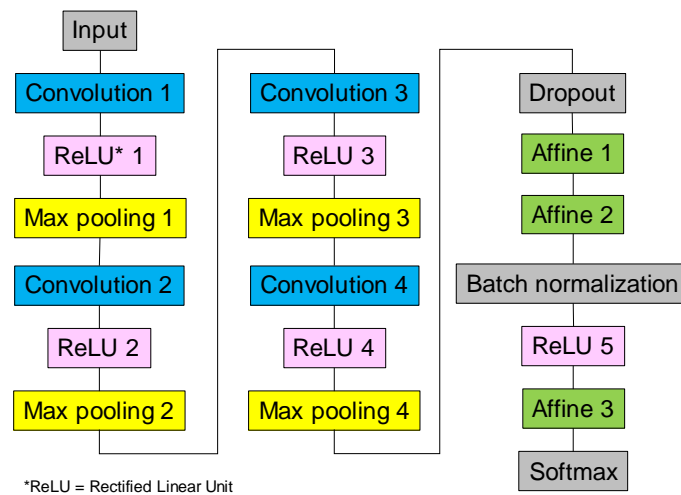 Input
Convolution 1
ReLU* 1
Max pooling 1
Convolution 2
ReLU 2
Max pooling 2
Convolution 3
ReLU 3
Max pooling 3
Convolution 4
ReLU 4
Max pooling 4
Dropout
Affine 1
Affine 2
Batch normalization
ReLU 5
Affine 3
Softmax
*ReLU = Rectified Linear Unit